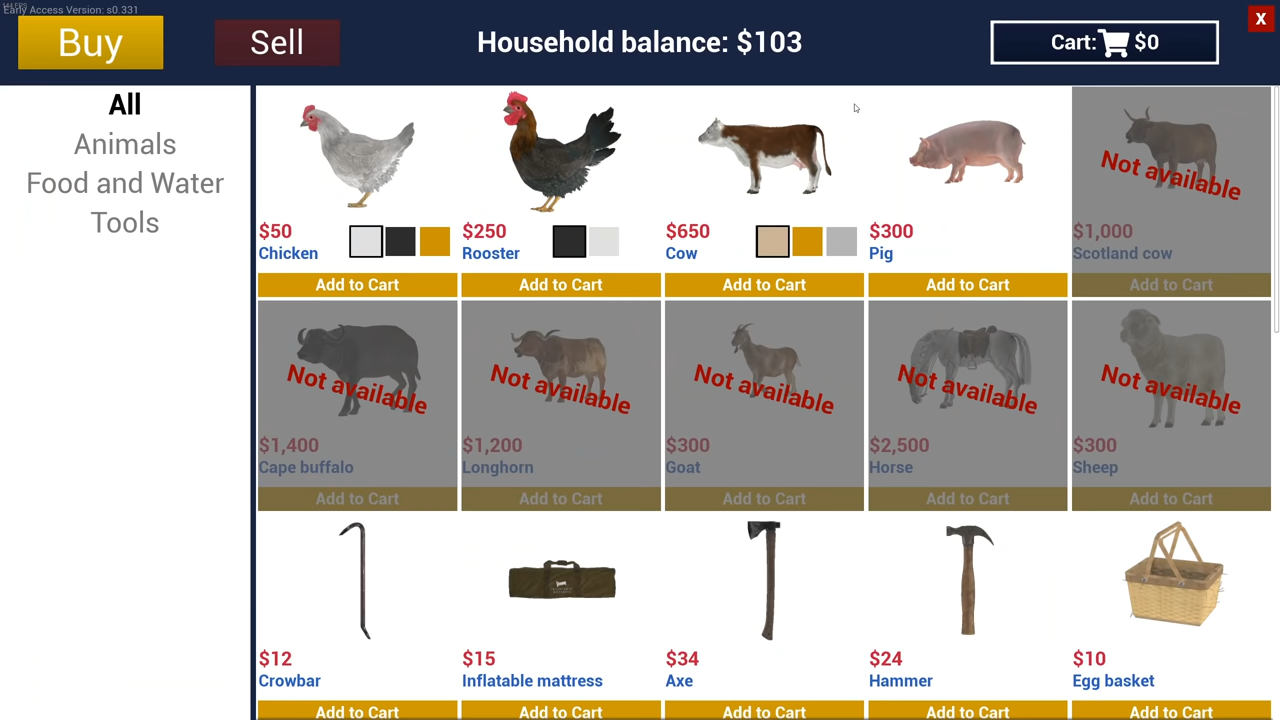 Early Access Version: s0.331
Buy
Sell
Household balance: $103
Cart: $0
X
All
Animals
Food and Water
Tools
$50
Chicken
Add to Cart
$250
Rooster
Add to Cart
$650
Cow
Add to Cart
$300
Pig
Add to Cart
Not available
$1,000
Scotland cow
Add to Cart
Not available
$1,400
Cape buffalo
Add to Cart
Not available
$1,200
Longhorn
Add to Cart
Not available
$300
Goat
Add to Cart
Not available
$2,500
Horse
Add to Cart
Not available
$300
Sheep
Add to Cart
$12
Crowbar
Add to Cart
$15
Inflatable mattress
Add to Cart
$34
Axe
Add to Cart
$24
Hammer
Add to Cart
$10
Egg basket
Add to Cart